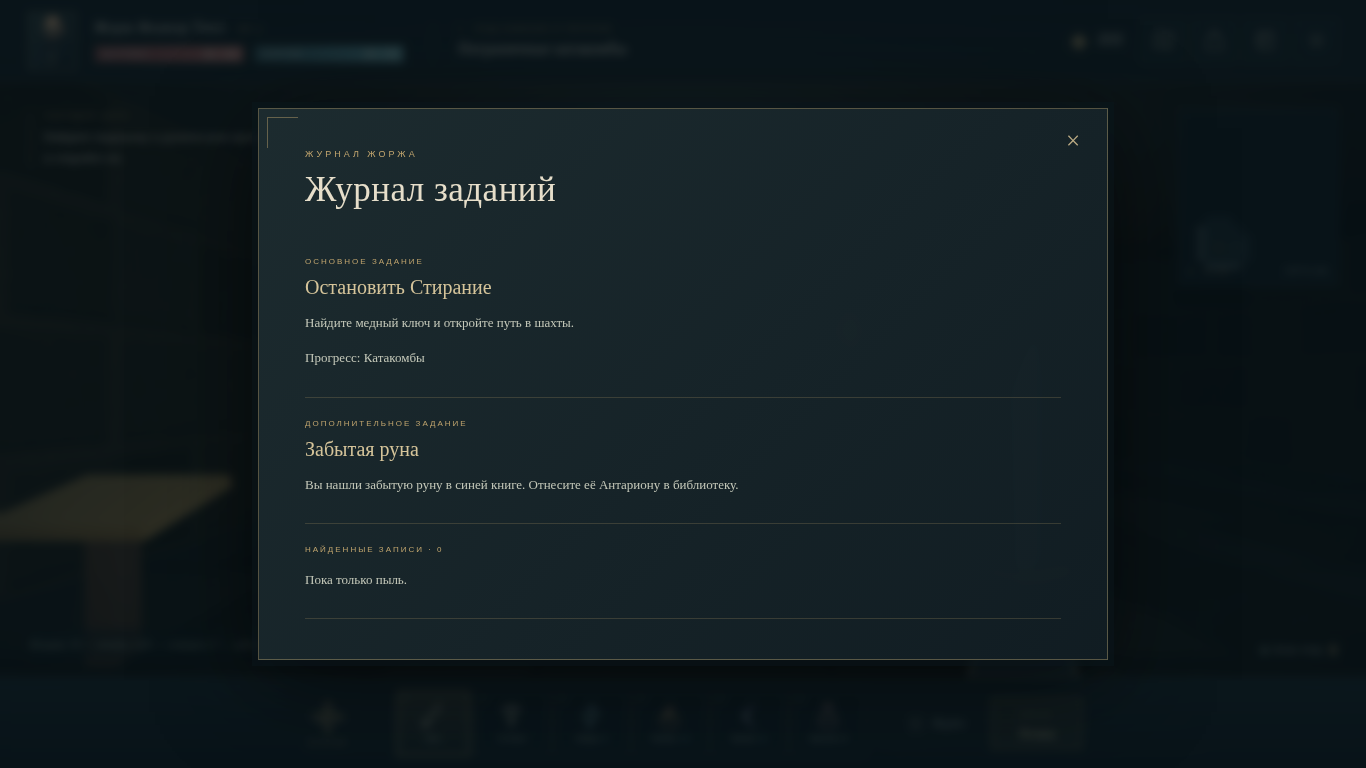 ЖУРНАЛ ЖОРЖА
Журнал заданий
ОСНОВНОЕ ЗАДАНИЕ
Остановить Стирание
Найдите медный ключ и откройте путь в шахты.
Прогресс: Катакомбы
ДОПОЛНИТЕЛЬНОЕ ЗАДАНИЕ
Забытая руна
Вы нашли забытую руну в синей книге. Отнесите её Антариону в библиотеку.
НАЙДЕННЫЕ ЗАПИСИ · 0
Пока только пыль.